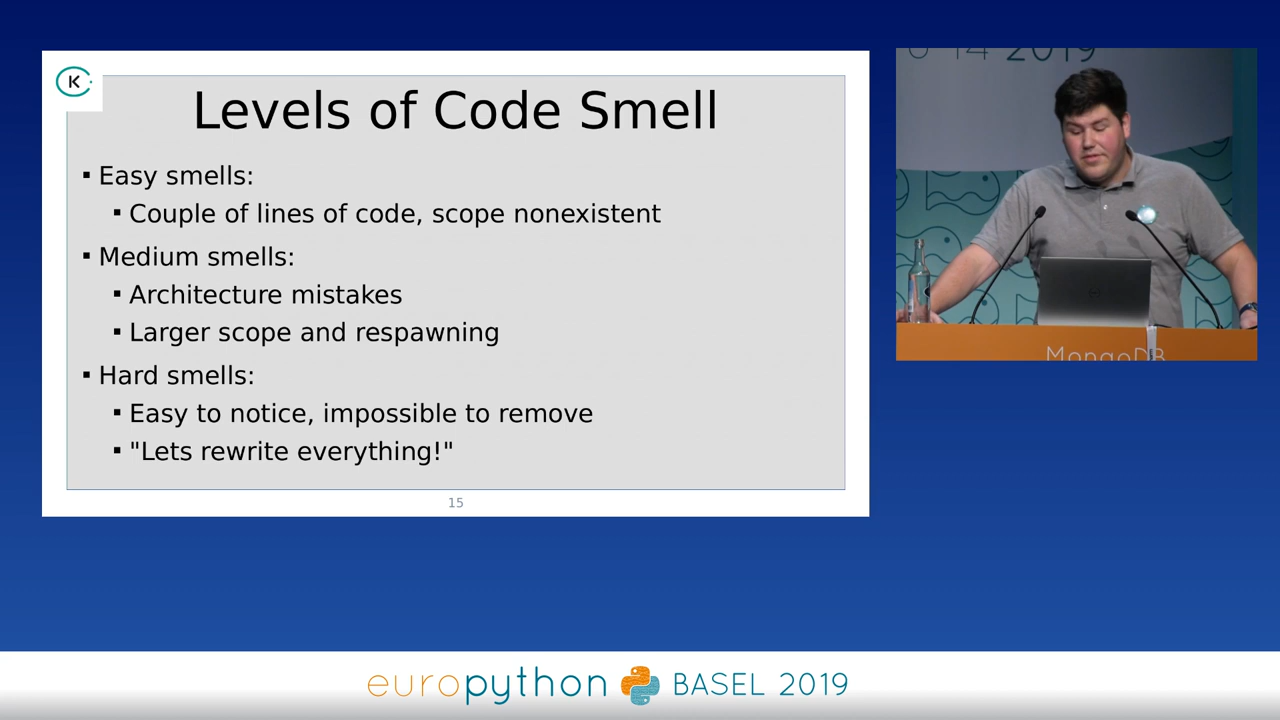 K
Levels of Code Smell
▪ Easy smells:
▪ Couple of lines of code, scope nonexistent
▪ Medium smells:
▪ Architecture mistakes
▪ Larger scope and respawning
▪ Hard smells:
▪ Easy to notice, impossible to remove
▪ "Lets rewrite everything!"
15
2019
MongoDB
europython BASEL 2019